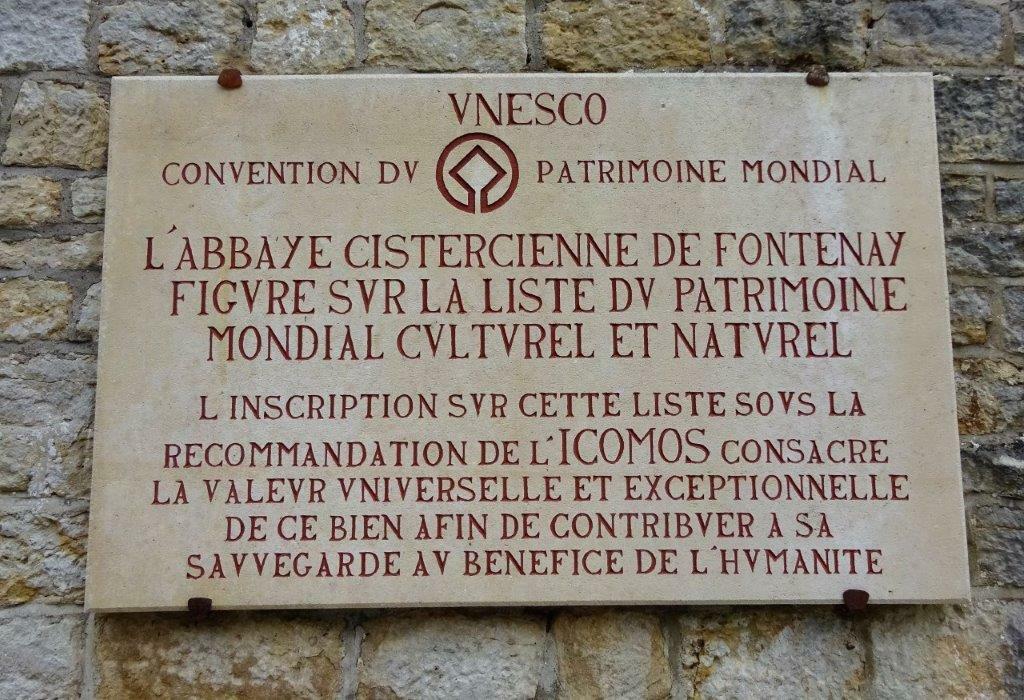 VNESCO
CONVENTION DV PATRIMOINE MONDIAL
L'ABBAYE CISTERCIENNE DE FONTENAY
FIGVRE SVR LA LISTE DV PATRIMOINE
MONDIAL CVLTVREL ET NATVREL
L INSCRIPTION SVR CETTE LISTE SOVS LA
RECOMMANDATION DE L'ICOMOS CONSACRE
LA VALEVR VNIVERSELLE ET EXCEPTIONNELLE
DE CE BIEN AFIN DE CONTRIBVER A SA
SAVVEGARDE AV BENEFICE DE L'HVMANITE